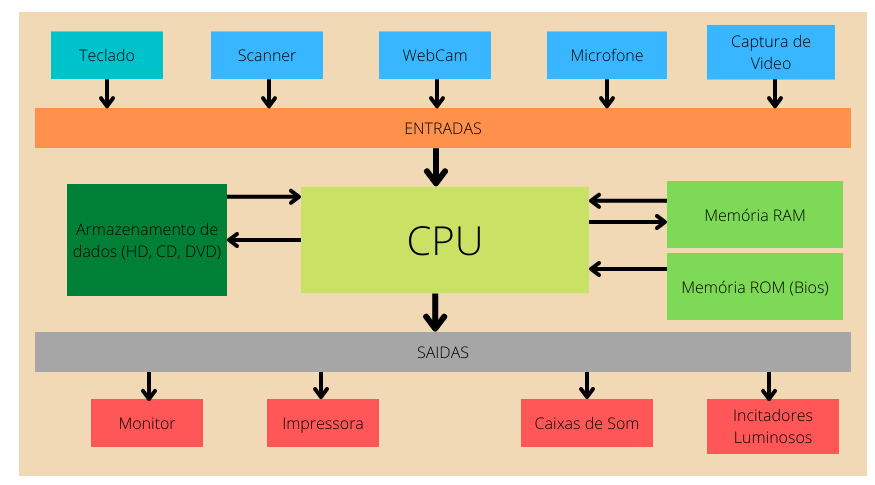 Teclado
Scanner
WebCam
Microfone
Captura de
Video
ENTRADAS
Armazenamento de
dados (HD, CD, DVD)
CPU
Memória RAM
Memória ROM (Bios)
SAIDAS
Monitor
Impressora
Caixas de Som
Incitadores
Luminosos